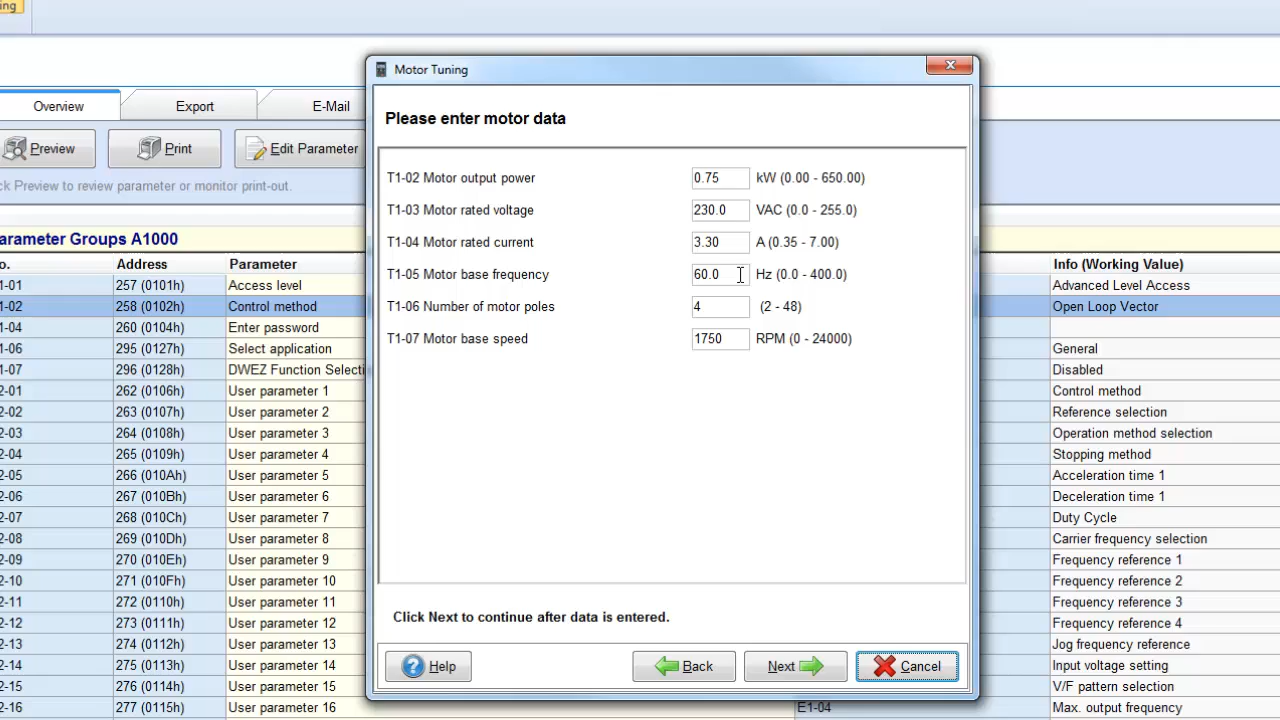 ng
Motor Tuning
Overview
Export
E-Mail
Preview
Print
Edit Parameter
ck Preview to review parameter or monitor print-out.
Please enter motor data
T1-02 Motor output power 0.75 kW (0.00 - 650.00)
T1-03 Motor rated voltage 230.0 VAC (0.0 - 255.0)
T1-04 Motor rated current 3.30 A (0.35 - 7.00)
T1-05 Motor base frequency 60.0 Hz (0.0 - 400.0)
T1-06 Number of motor poles 4 (2 - 48)
T1-07 Motor base speed 1750 RPM (0 - 24000)
Click Next to continue after data is entered.
Help
Back
Next
Cancel
arameter Groups A1000
o. Address Parameter Info (Working Value)
1-01 257 (0101h) Access level Advanced Level Access
1-02 258 (0102h) Control method Open Loop Vector
1-04 260 (0104h) Enter password
1-06 295 (0127h) Select application General
1-07 296 (0128h) DWEZ Function Selecti Disabled
2-01 262 (0106h) User parameter 1 Control method
2-02 263 (0107h) User parameter 2 Reference selection
2-03 264 (0108h) User parameter 3 Operation method selection
2-04 265 (0109h) User parameter 4 Stopping method
2-05 266 (010Ah) User parameter 5 Acceleration time 1
2-06 267 (010Bh) User parameter 6 Deceleration time 1
2-07 268 (010Ch) User parameter 7 Duty Cycle
2-08 269 (010Dh) User parameter 8 Carrier frequency selection
2-09 270 (010Eh) User parameter 9 Frequency reference 1
2-10 271 (010Fh) User parameter 10 Frequency reference 2
2-11 272 (0110h) User parameter 11 Frequency reference 3
2-12 273 (0111h) User parameter 12 Frequency reference 4
2-13 274 (0112h) User parameter 13 Jog frequency reference
2-14 275 (0113h) User parameter 14 Input voltage setting
2-15 276 (0114h) User parameter 15 V/F pattern selection
2-16 277 (0115h) User parameter 16 E1-04 Max. output frequency